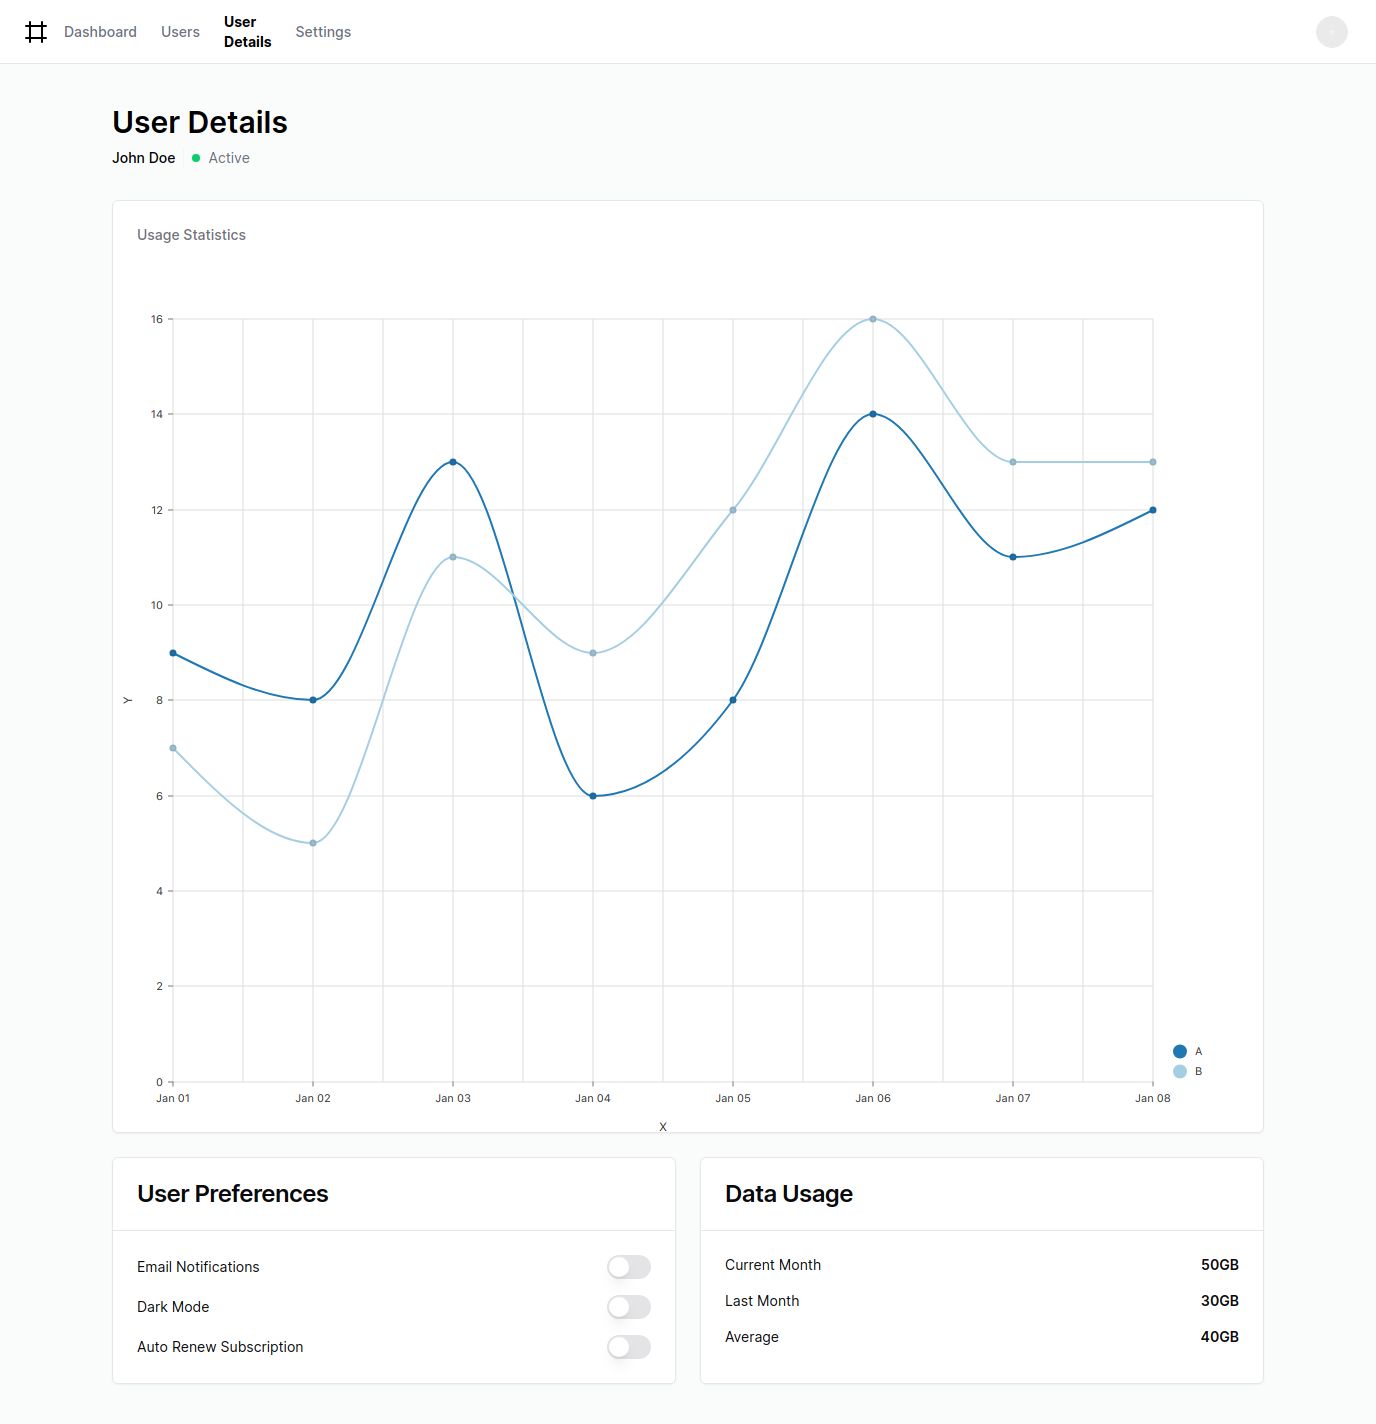 Dashboard Users User Details Settings
User Details
John Doe Active
Usage Statistics
16
14
12
10
8
6
4
2
0
Y
Jan 01 Jan 02 Jan 03 Jan 04 Jan 05 Jan 06 Jan 07 Jan 08
X
A
B
User Preferences
Email Notifications
Dark Mode
Auto Renew Subscription
Data Usage
Current Month 50GB
Last Month 30GB
Average 40GB